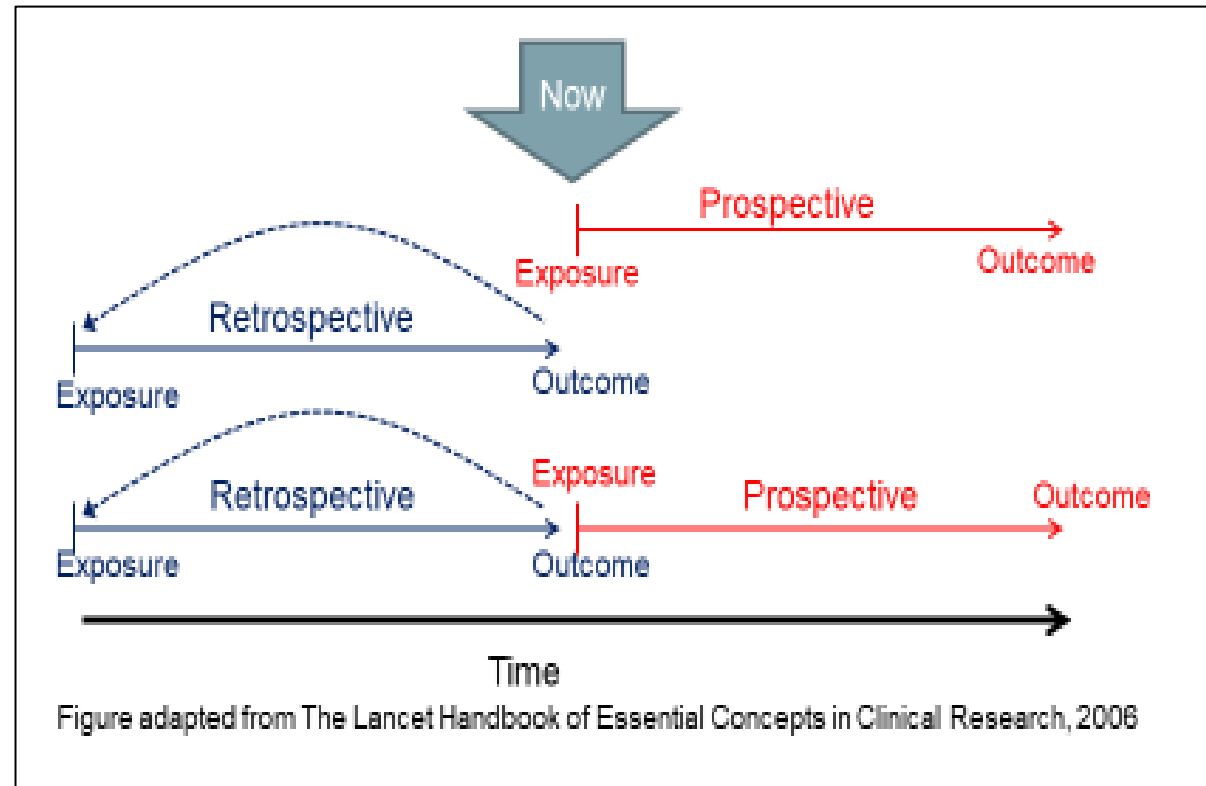 Now
Prospective
Exposure
Outcome
Retrospective
Exposure
Outcome
Exposure
Retrospective
Prospective
Outcome
Exposure
Outcome
Time
Figure adapted from The Lancet Handbook of Essential Concepts in Clinical Research, 2006